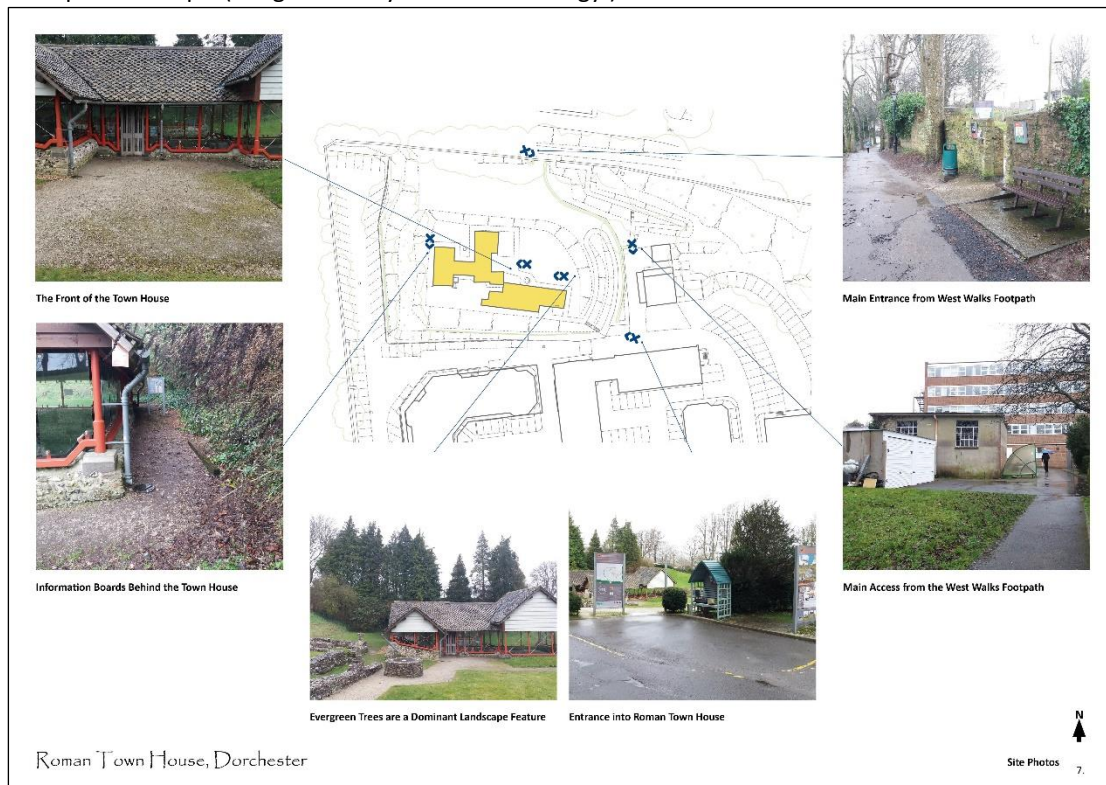 The Front of the Town House
Main Entrance from West Walks Footpath
Information Boards Behind the Town House
Main Access from the West Walks Footpath
Evergreen Trees are a Dominant Landscape Feature
Entrance into Roman Town House
N
Roman Town House, Dorchester
Site Photos
7.